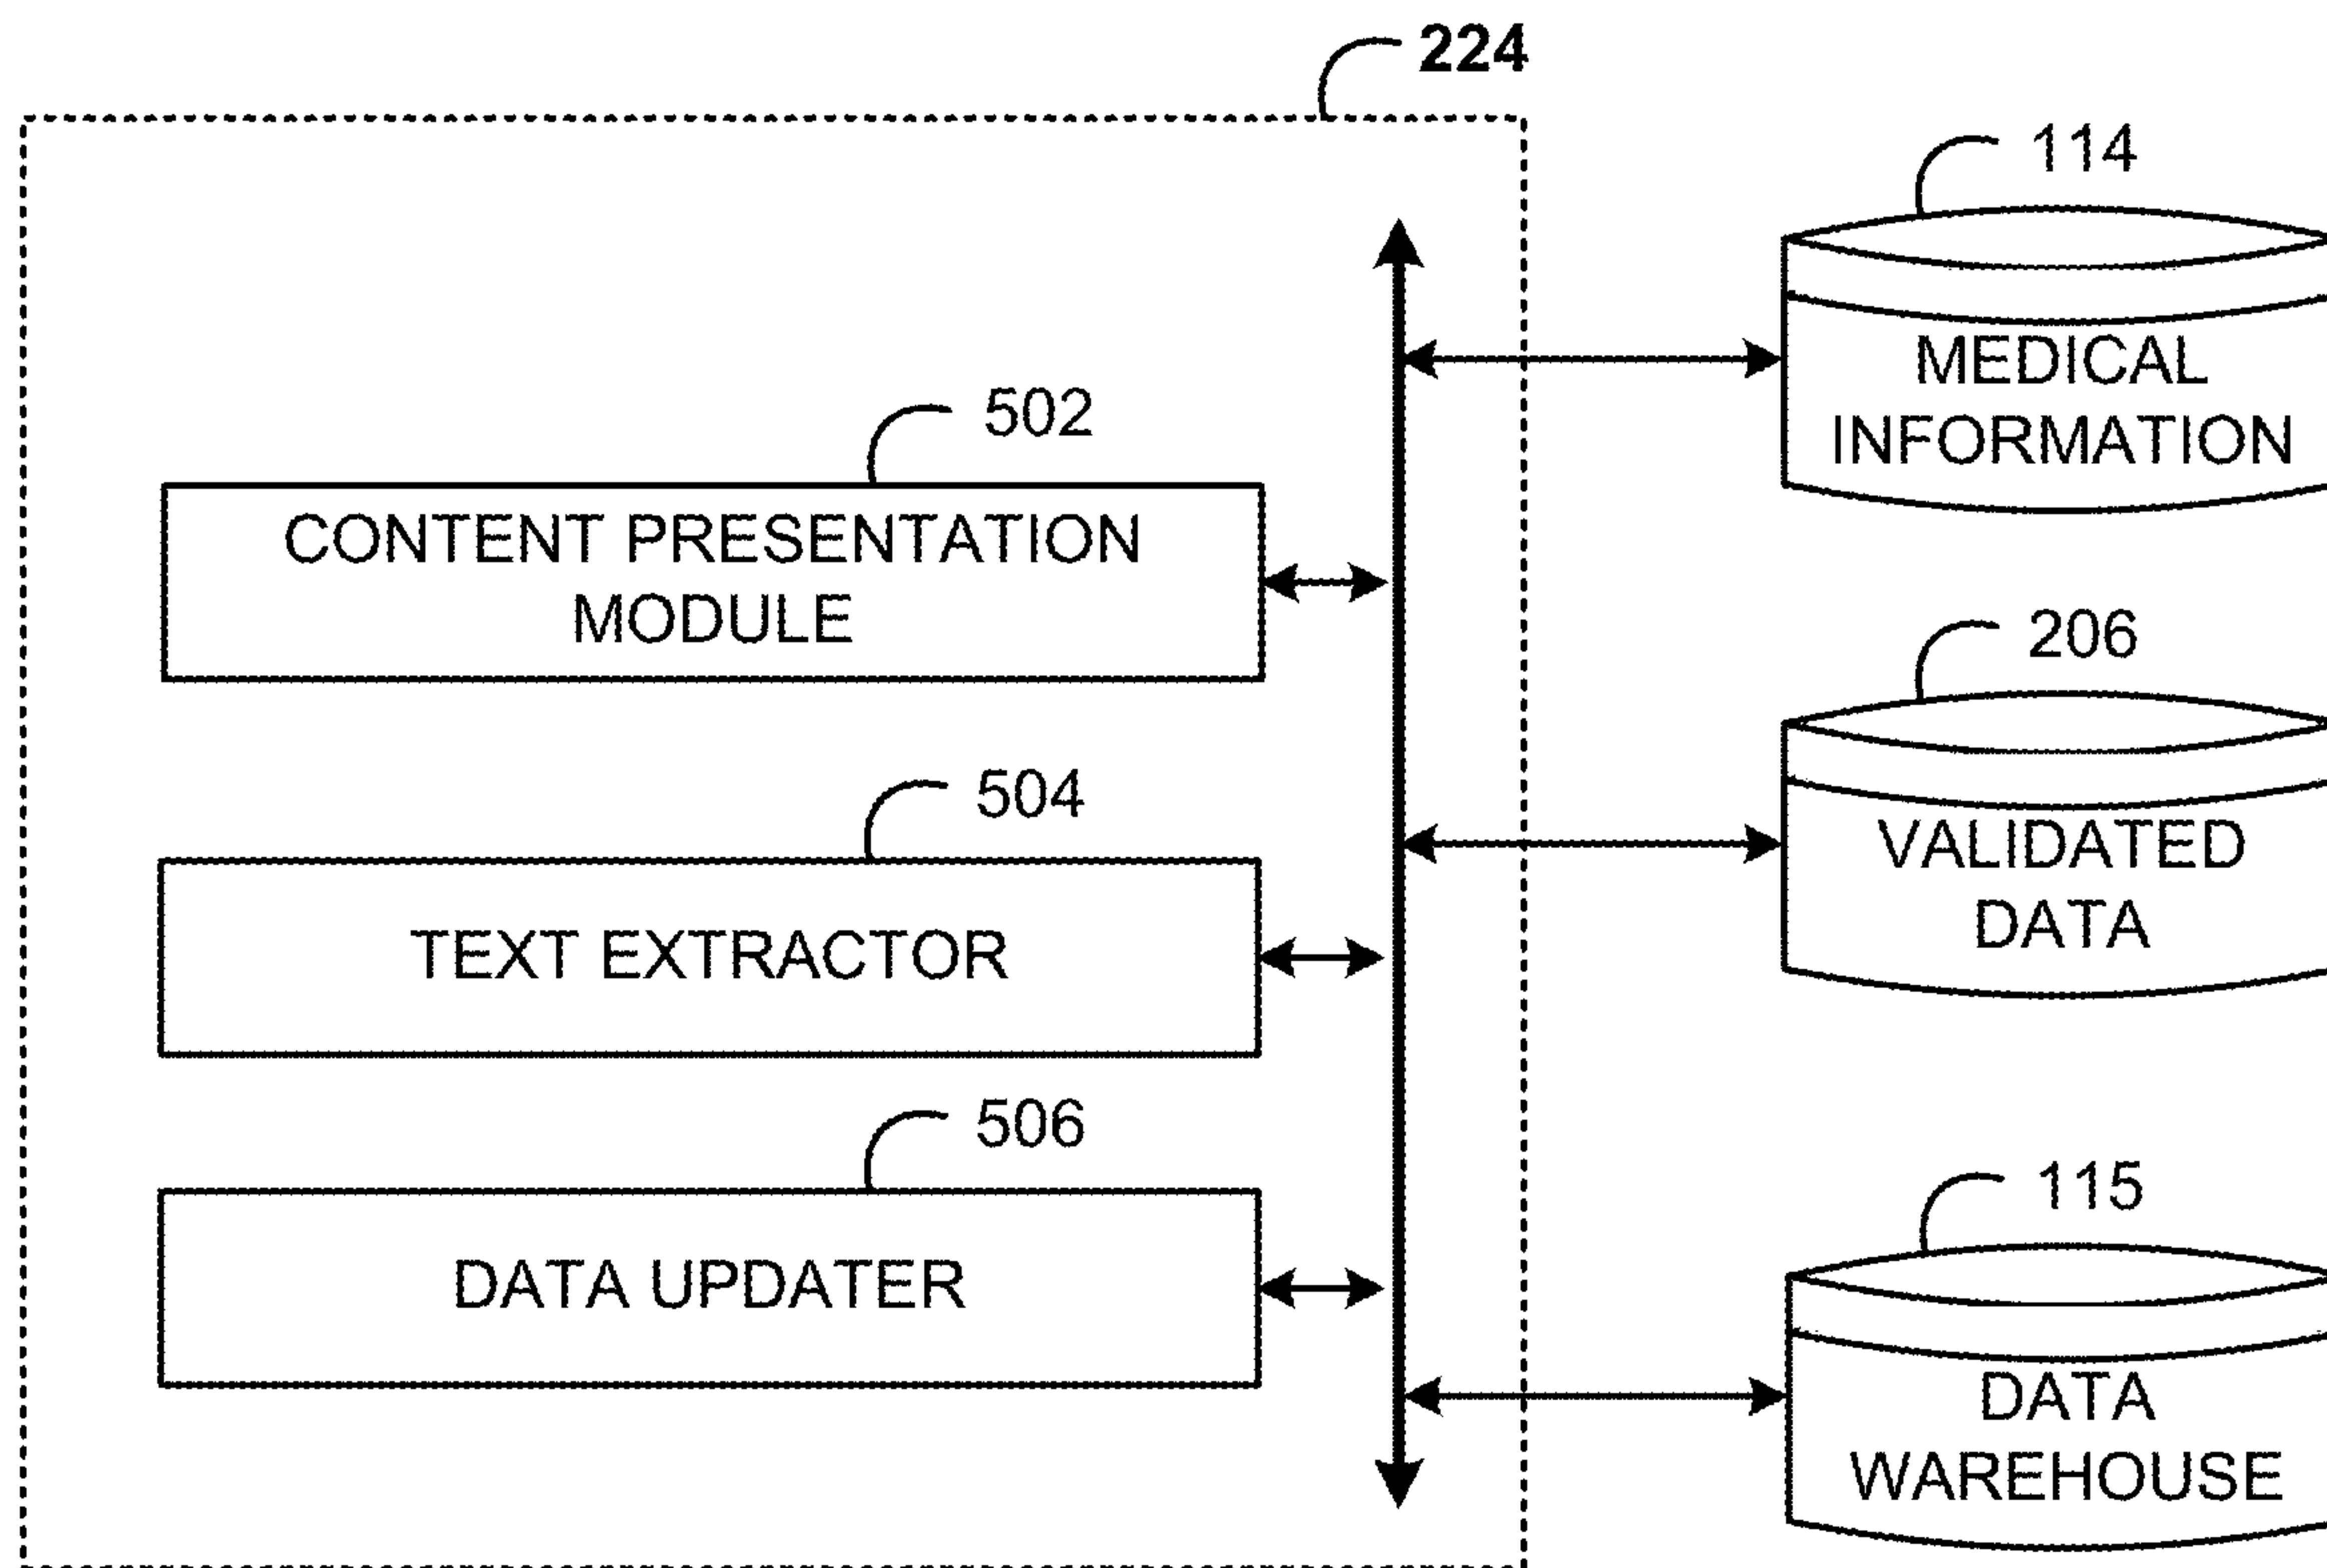 224
114
MEDICAL
INFORMATION
502
CONTENT PRESENTATION
MODULE
206
VALIDATED
DATA
504
TEXT EXTRACTOR
506
DATA UPDATER
115
DATA
WAREHOUSE